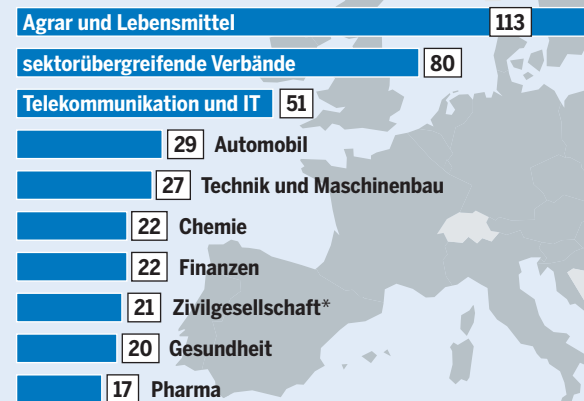 Agrar und Lebensmittel 113
sektorübergreifende Verbände 80
Telekommunikation und IT 51
29 Automobil
27 Technik und Maschinenbau
22 Chemie
22 Finanzen
21 Zivilgesellschaft*
20 Gesundheit
17 Pharma